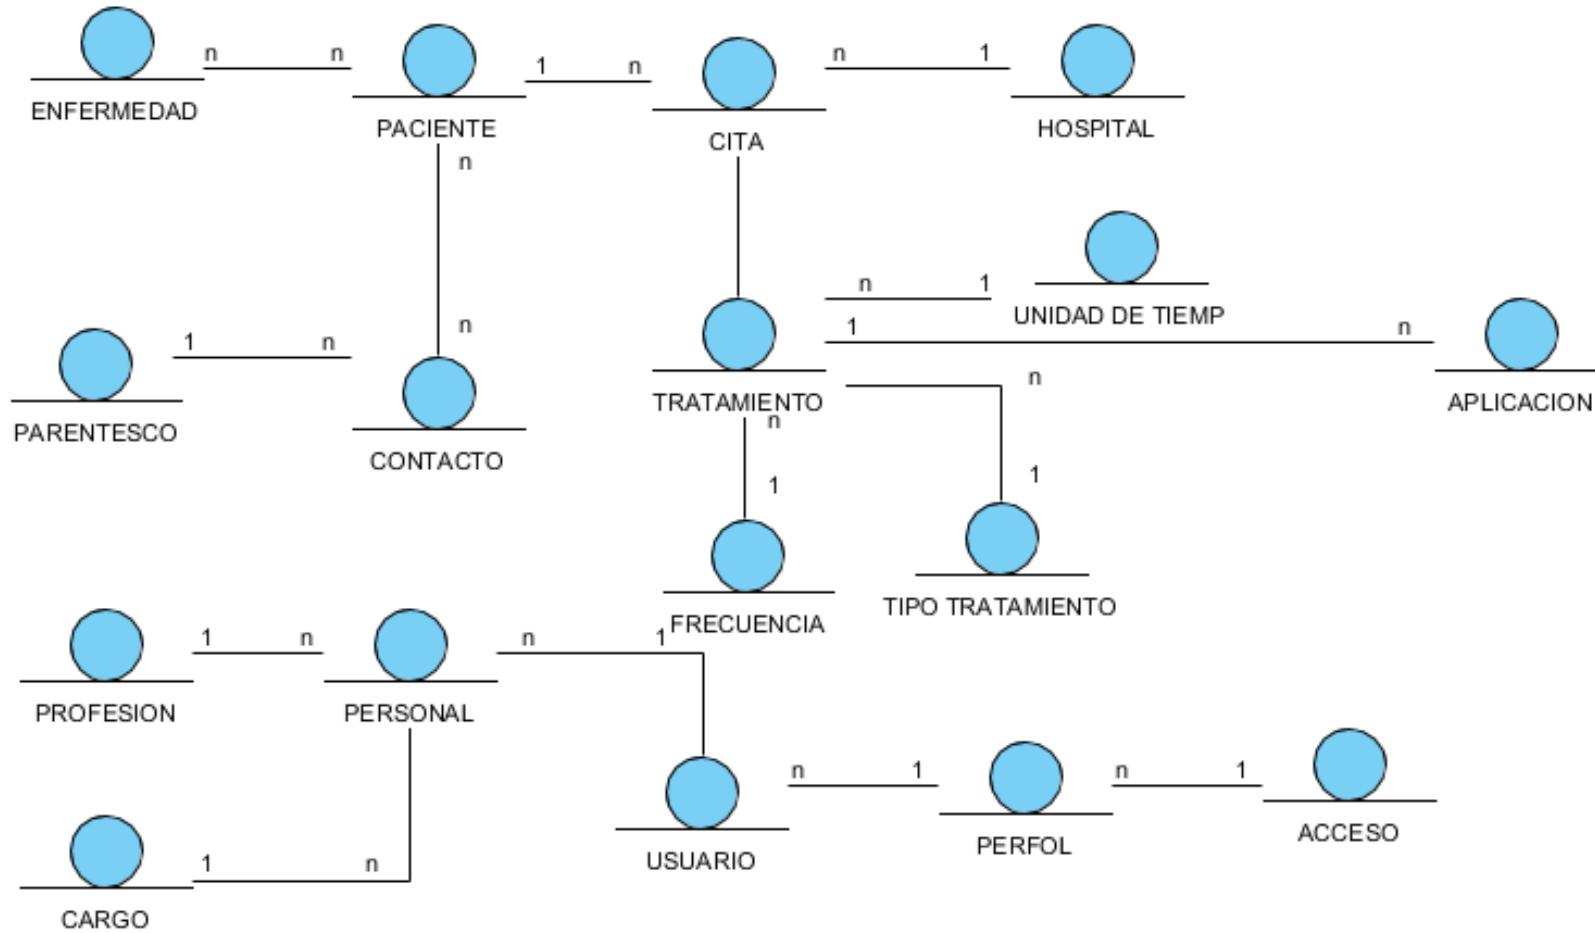 n n 1 n n 1
ENFERMEDAD PACIENTE CITA HOSPITAL
n
n 1
UNIDAD DE TIEMP
n
1 n 1 n
TRATAMIENTO n APLICACION
PARENTESCO n
CONTACTO 1 1
FRECUENCIA TIPO TRATAMIENTO
1 n n 1
PROFESION PERSONAL
n 1 n 1
USUARIO PERFOL ACCESO
1 n
CARGO